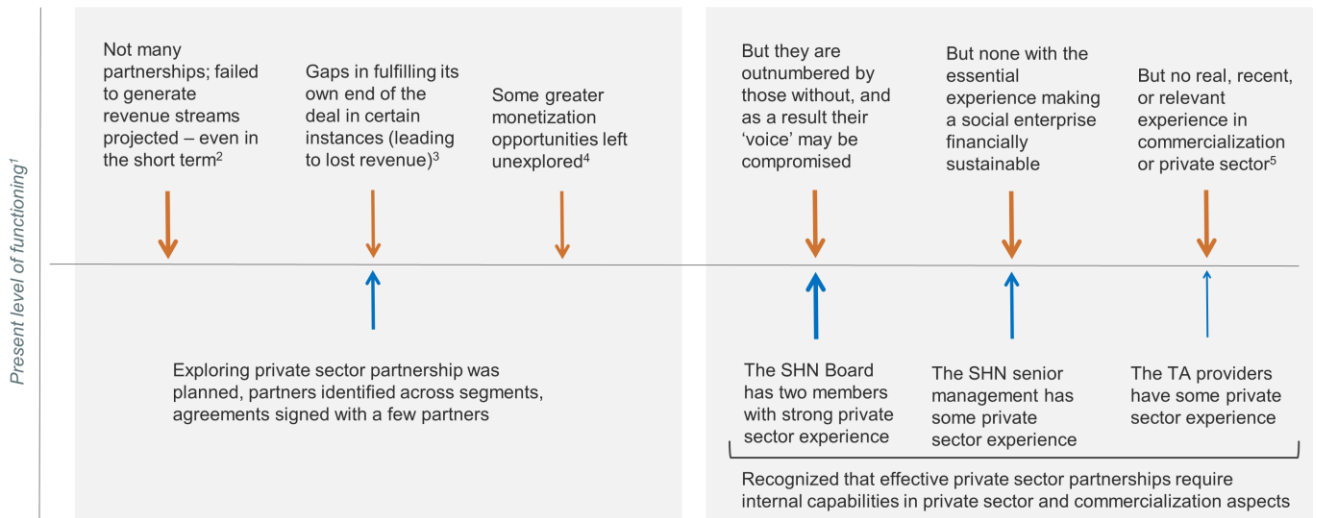 Present level of functioning¹
Not many
partnerships; failed
to generate
revenue streams
projected – even in
the short term²
Gaps in fulfilling its
own end of the
deal in certain
instances (leading
to lost revenue)³
Some greater
monetization
opportunities left
unexplored⁴
But they are
outnumbered by
those without, and
as a result their
‘voice’ may be
compromised
But none with the
essential
experience making
a social enterprise
financially
sustainable
But no real, recent,
or relevant
experience in
commercialization
or private sector⁵
Exploring private sector partnership was
planned, partners identified across segments,
agreements signed with a few partners
The SHN Board
has two members
with strong private
sector experience
The SHN senior
management has
some private
sector experience
The TA providers
have some private
sector experience
Recognized that effective private sector partnerships require
internal capabilities in private sector and commercialization aspects